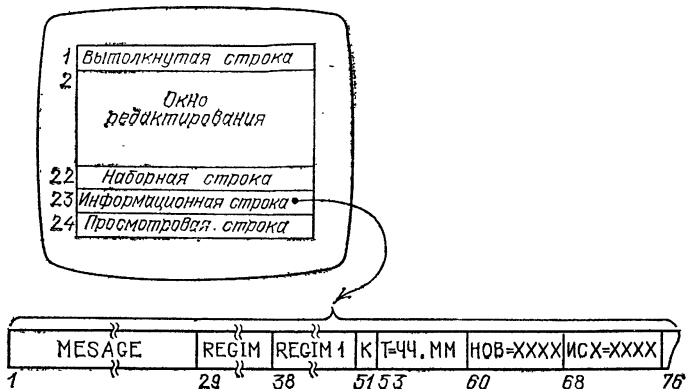 1 Вытолкнутая строка
2
Окно
редактирования
22 Наборная строка
23 Информационная строка
24 Просмотровая строка
MESAGE REGIM REGIM 1 К Т=ЧЧ.ММ НОВ=XXXX ИСХ=XXXX
1 29 38 51 53 60 68 76